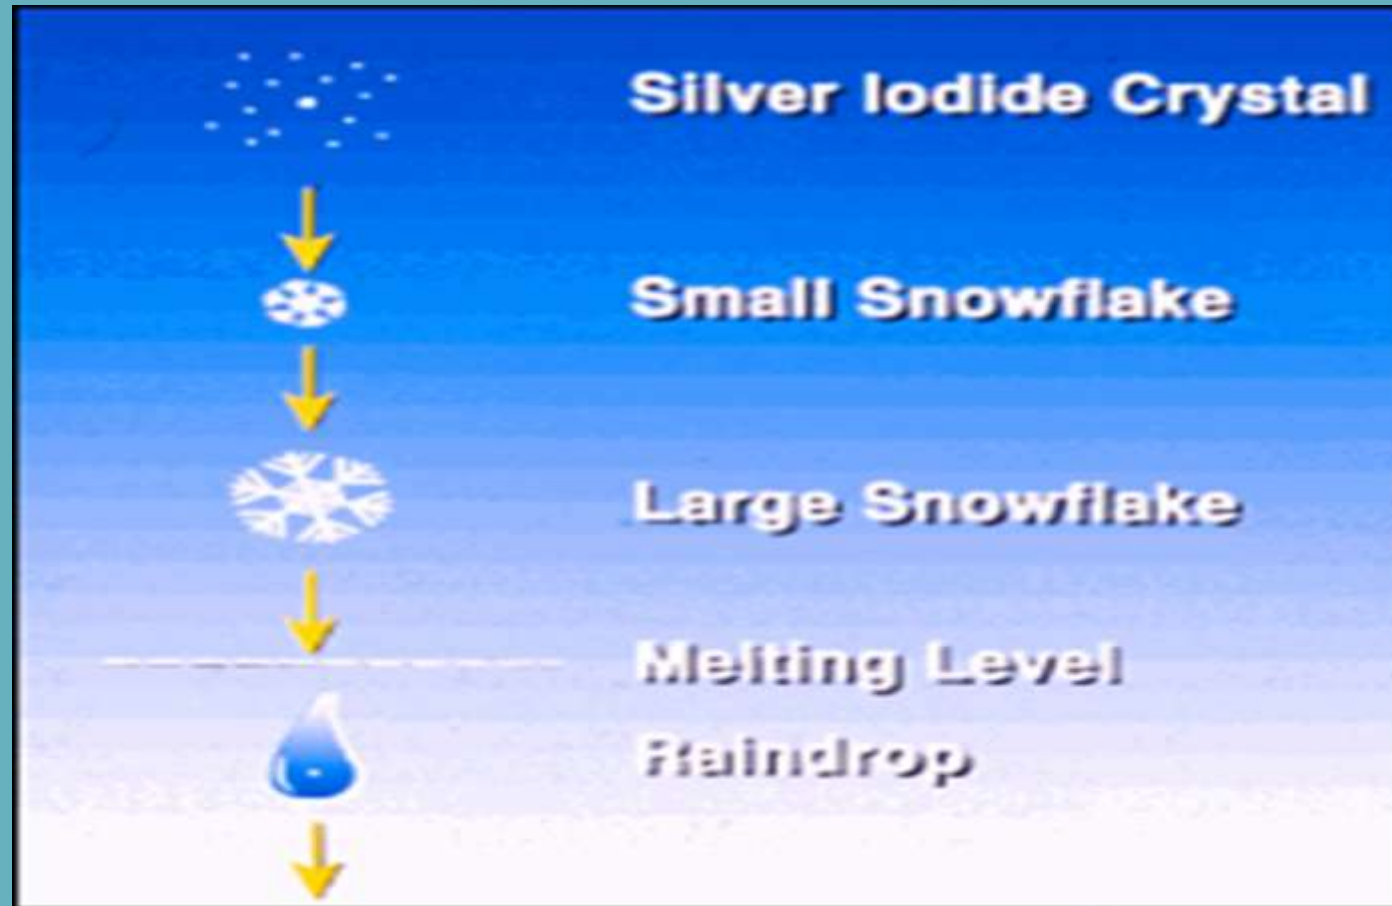 Silver Iodide Crystal
Small Snowflake
Large Snowflake
Melting Level
Raindrop